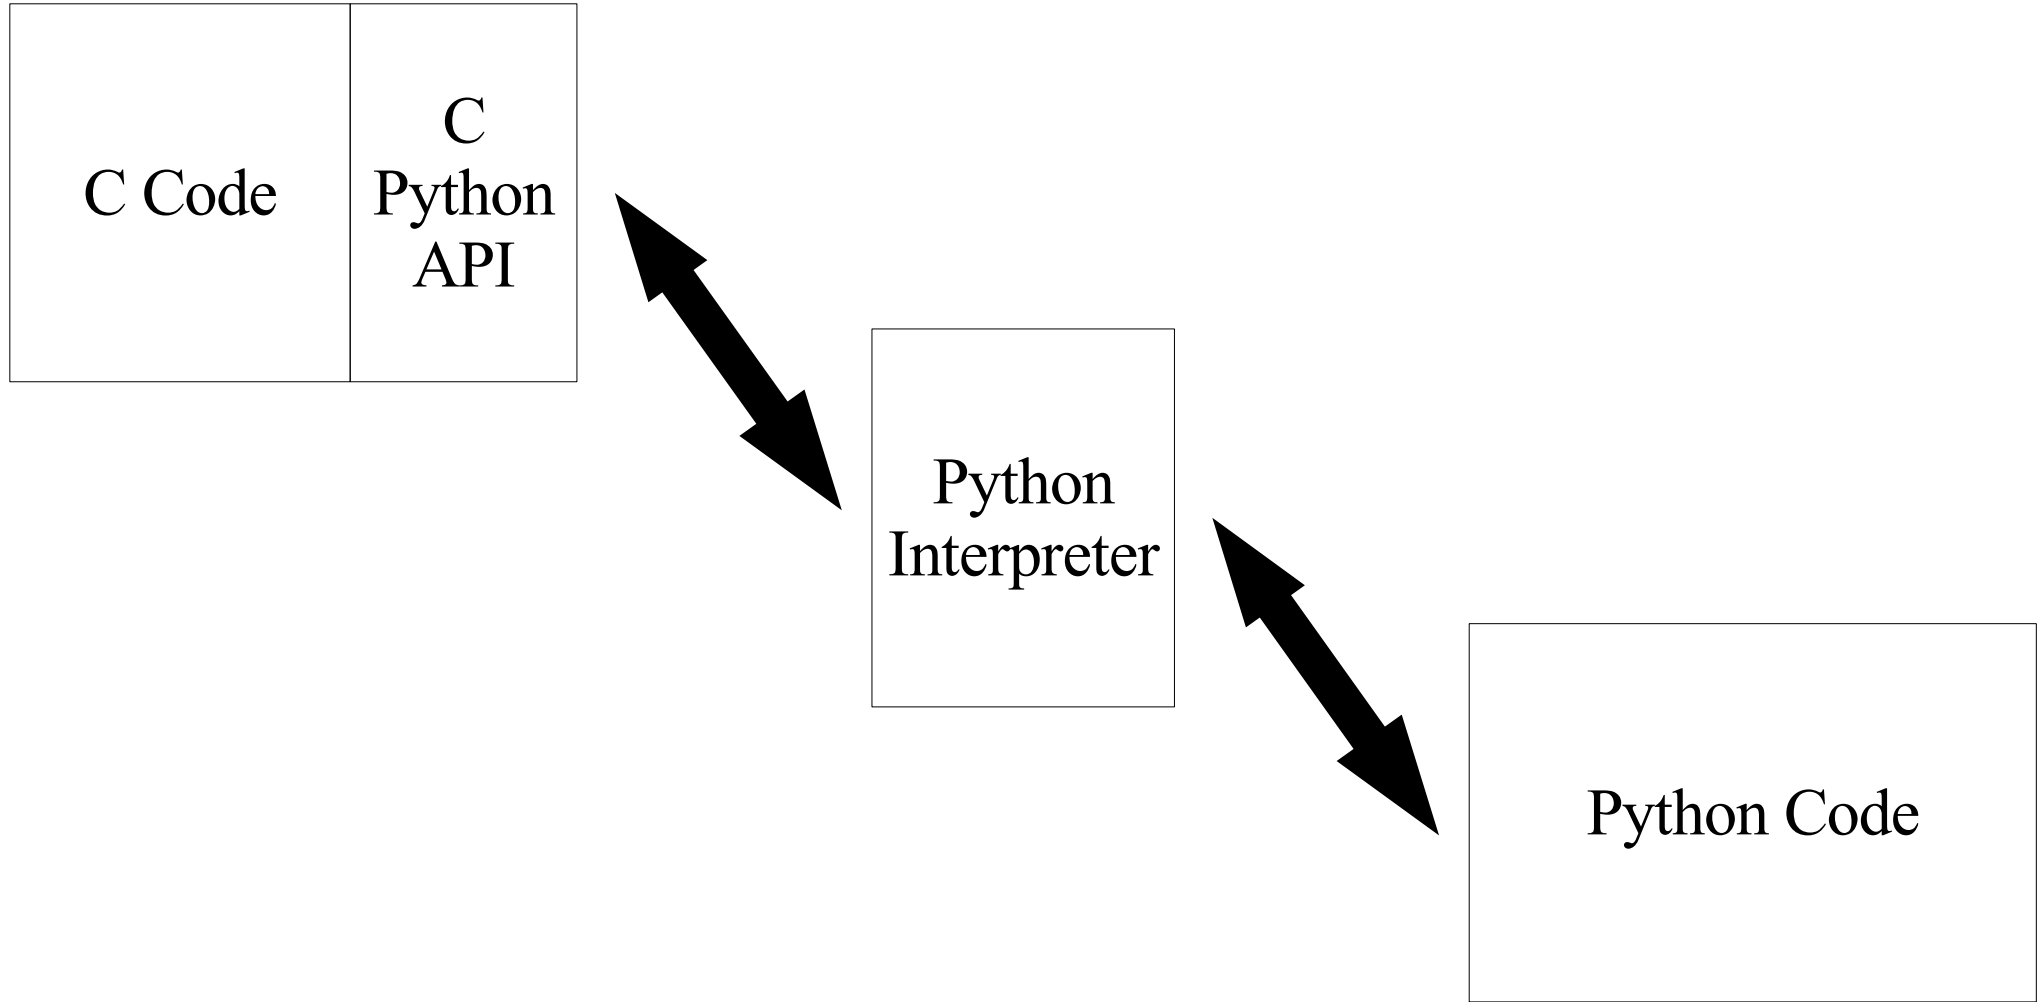 C Code
C
Python
API
Python
Interpreter
Python Code